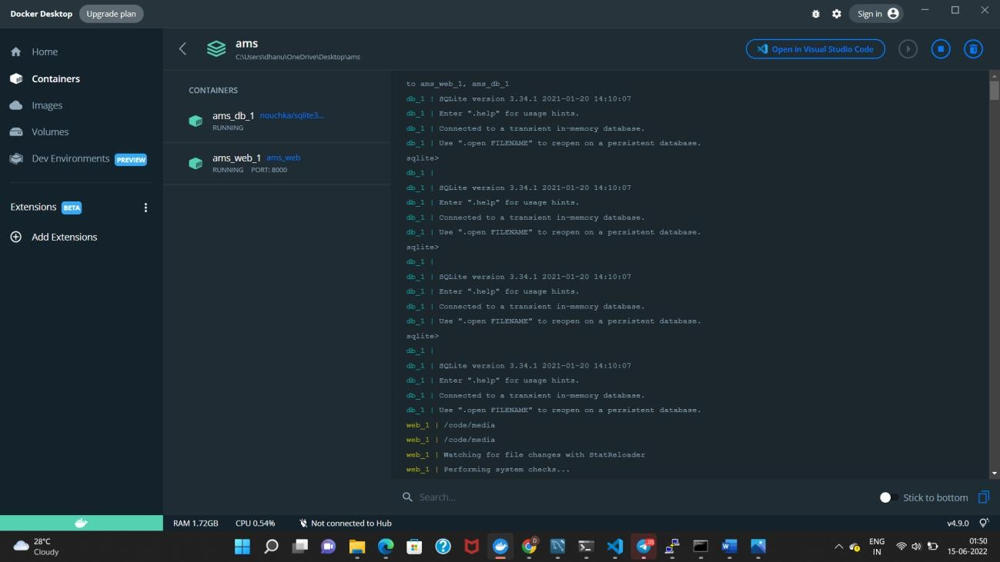 Docker Desktop Upgrade plan Sign in
Home
Containers
Images
Volumes
Dev Environments PREVIEW
Extensions BETA
Add Extensions
ams
C:\Users\dhanu\OneDrive\Desktop\ams
Open in Visual Studio Code
CONTAINERS
ams_db_1 nouchka/sqlite3...
RUNNING
ams_web_1 ams_web
RUNNING PORT: 8000
to ams_web_1, ams_db_1
db_1 | SQLite version 3.34.1 2021-01-20 14:10:07
db_1 | Enter ".help" for usage hints.
db_1 | Connected to a transient in-memory database.
db_1 | Use ".open FILENAME" to reopen on a persistent database.
sqlite>
db_1 |
db_1 | SQLite version 3.34.1 2021-01-20 14:10:07
db_1 | Enter ".help" for usage hints.
db_1 | Connected to a transient in-memory database.
db_1 | Use ".open FILENAME" to reopen on a persistent database.
sqlite>
db_1 |
db_1 | SQLite version 3.34.1 2021-01-20 14:10:07
db_1 | Enter ".help" for usage hints.
db_1 | Connected to a transient in-memory database.
db_1 | Use ".open FILENAME" to reopen on a persistent database.
sqlite>
db_1 |
db_1 | SQLite version 3.34.1 2021-01-20 14:10:07
db_1 | Enter ".help" for usage hints.
db_1 | Connected to a transient in-memory database.
db_1 | Use ".open FILENAME" to reopen on a persistent database.
web_1 | /code/media
web_1 | /code/media
web_1 | Watching for file changes with StatReloader
web_1 | Performing system checks...
Search... Stick to bottom
RAM 1.72GB CPU 0.54% Not connected to Hub v4.9.0
28°C
Cloudy
ENG
IN
01:50
15-06-2022